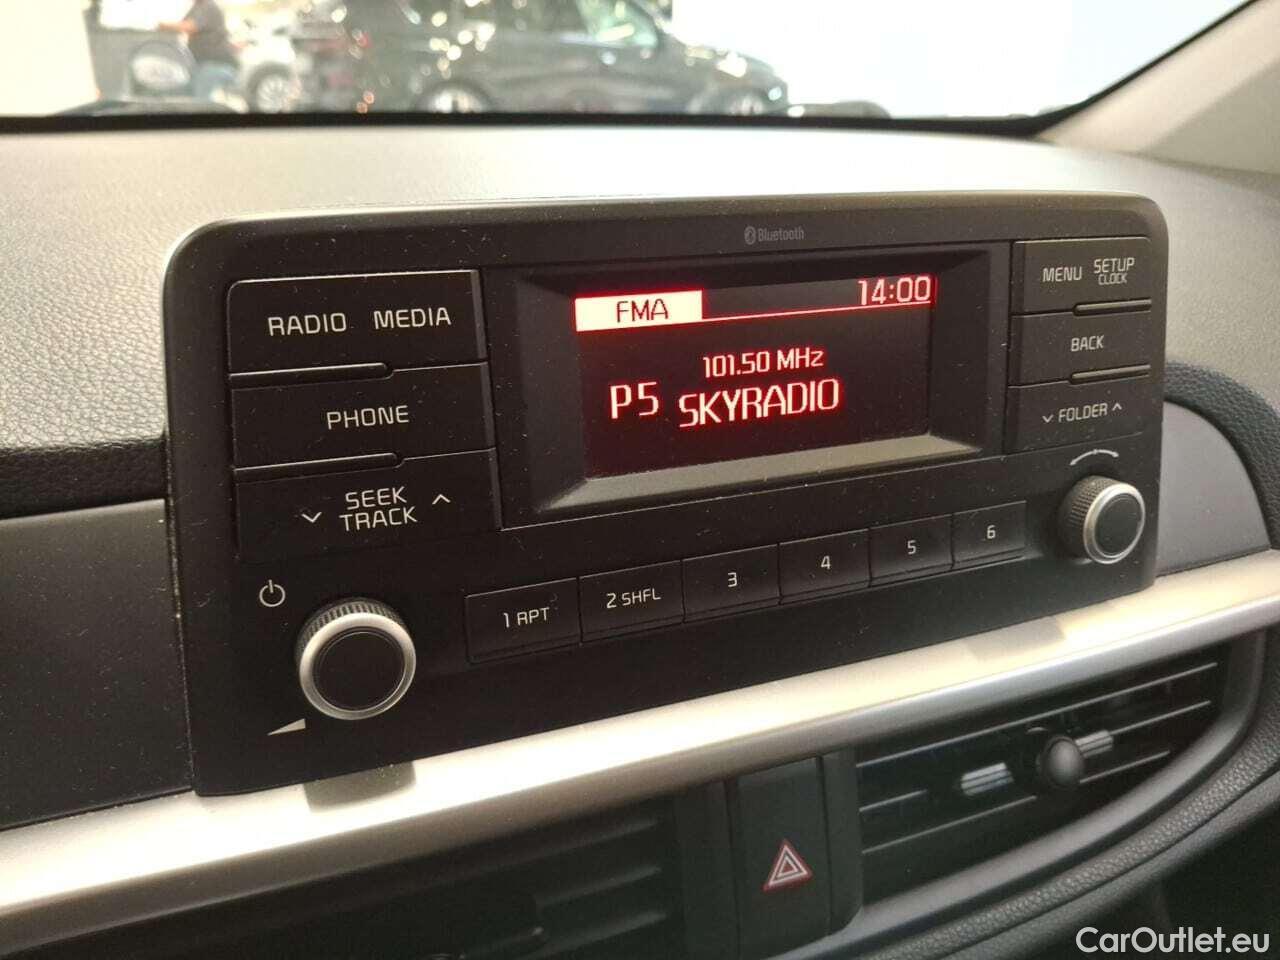 Bluetooth
RADIO MEDIA
PHONE
SEEK
TRACK
FMA 14:00
101.50 MHz
P5 SKYRADIO
MENU SETUP
CLOCK
BACK
FOLDER
1 RPT 2 SHFL 3 4 5 6
CarOutlet.eu